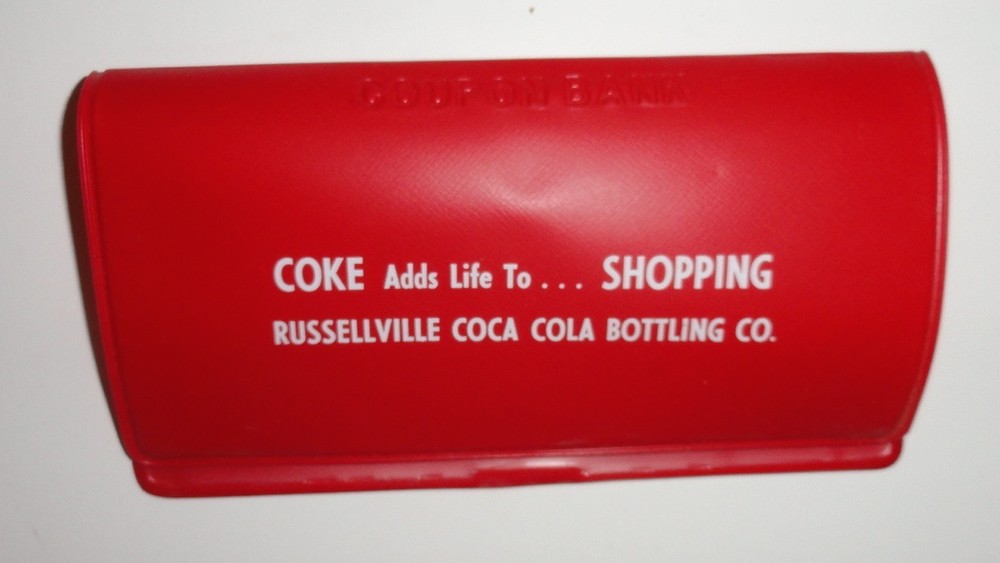 COUPON BANK
COKE Adds Life To . . . SHOPPING
RUSSELLVILLE COCA COLA BOTTLING CO.